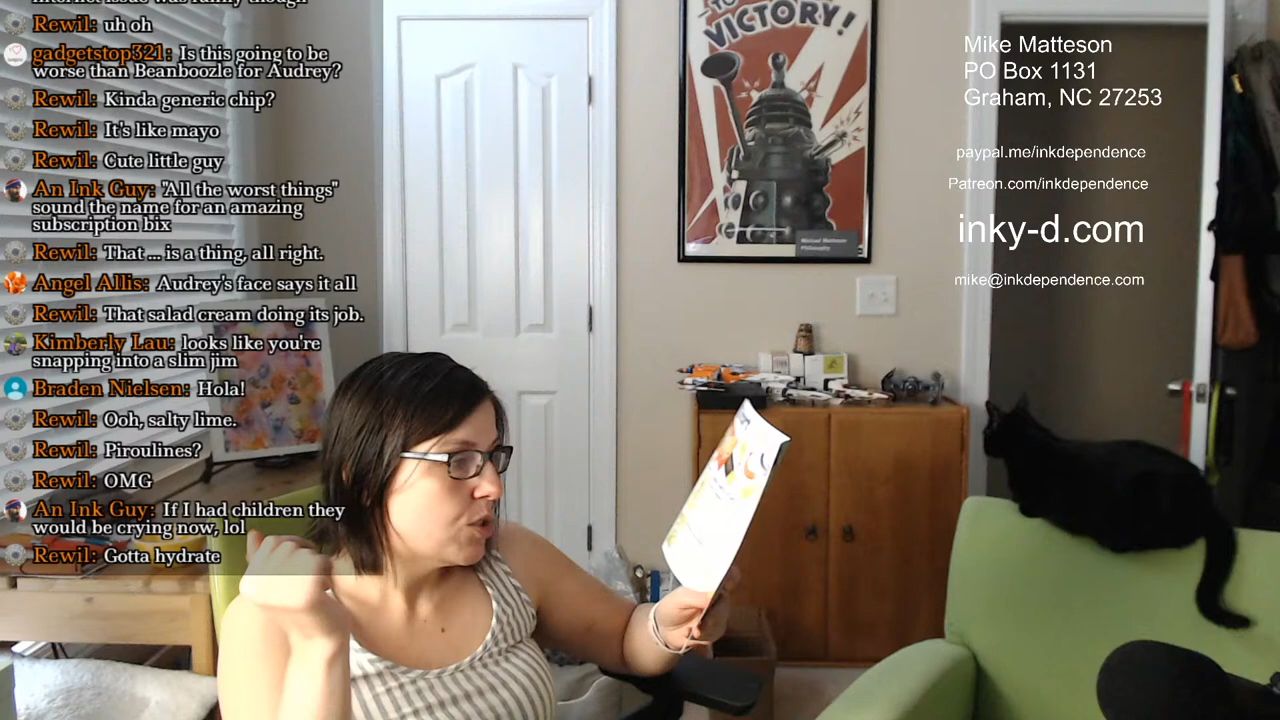 Rewil: uh oh
gadgetstop321: Is this going to be
worse than Beanboozle for Audrey?
Rewil: Kinda generic chip?
Rewil: It's like mayo
Rewil: Cute little guy
An Ink Guy: "All the worst things"
sound the name for an amazing
subscription bix
Rewil: That ... is a thing, all right.
Angel Allis: Audrey's face says it all
Rewil: That salad cream doing its job.
Kimberly Lau: looks like you're
snapping into a slim jim
Braden Nielsen: Hola!
Rewil: Ooh, salty lime.
Rewil: Piroulines?
Rewil: OMG
An Ink Guy: If I had children they
would be crying now, lol
Rewil: Gotta hydrate
TO
VICTORY!
Mike Matteson
PO Box 1131
Graham, NC 27253
paypal.me/inkdependence
Patreon.com/inkdependence
inky-d.com
mike@inkdependence.com